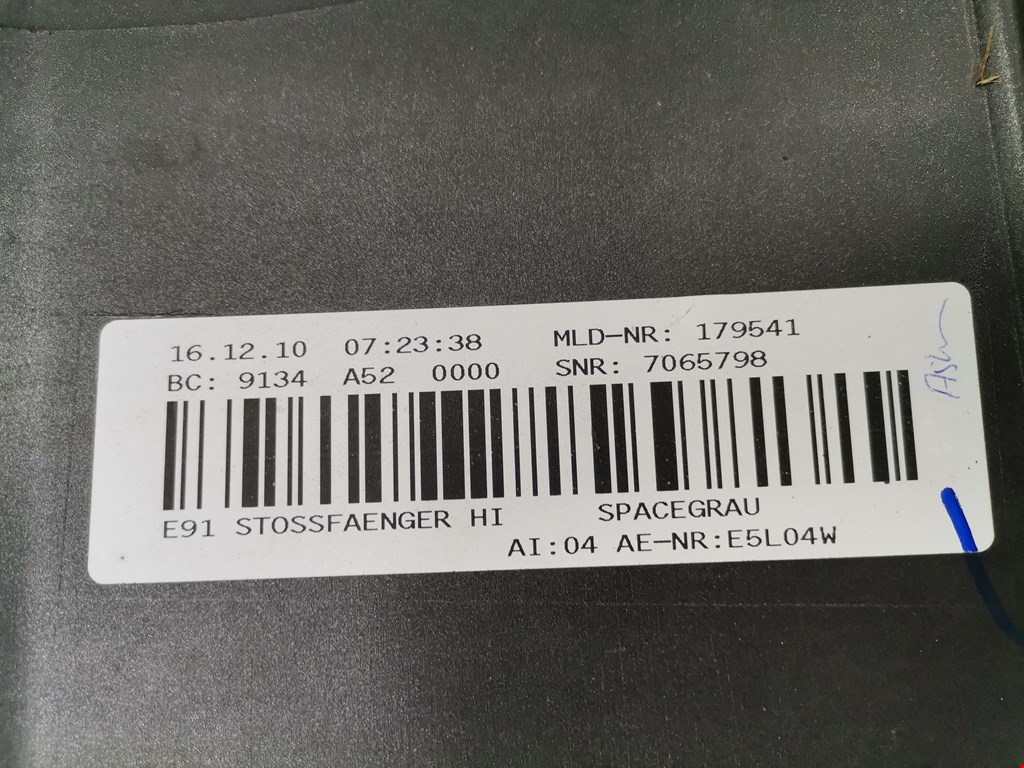 16.12.10 07:23:38 MLD-NR: 179541
BC: 9134 A52 0000 SNR: 7065798
E91 STOSSFAENGER HI SPACEGRAU
AI:04 AE-NR:E5L04W